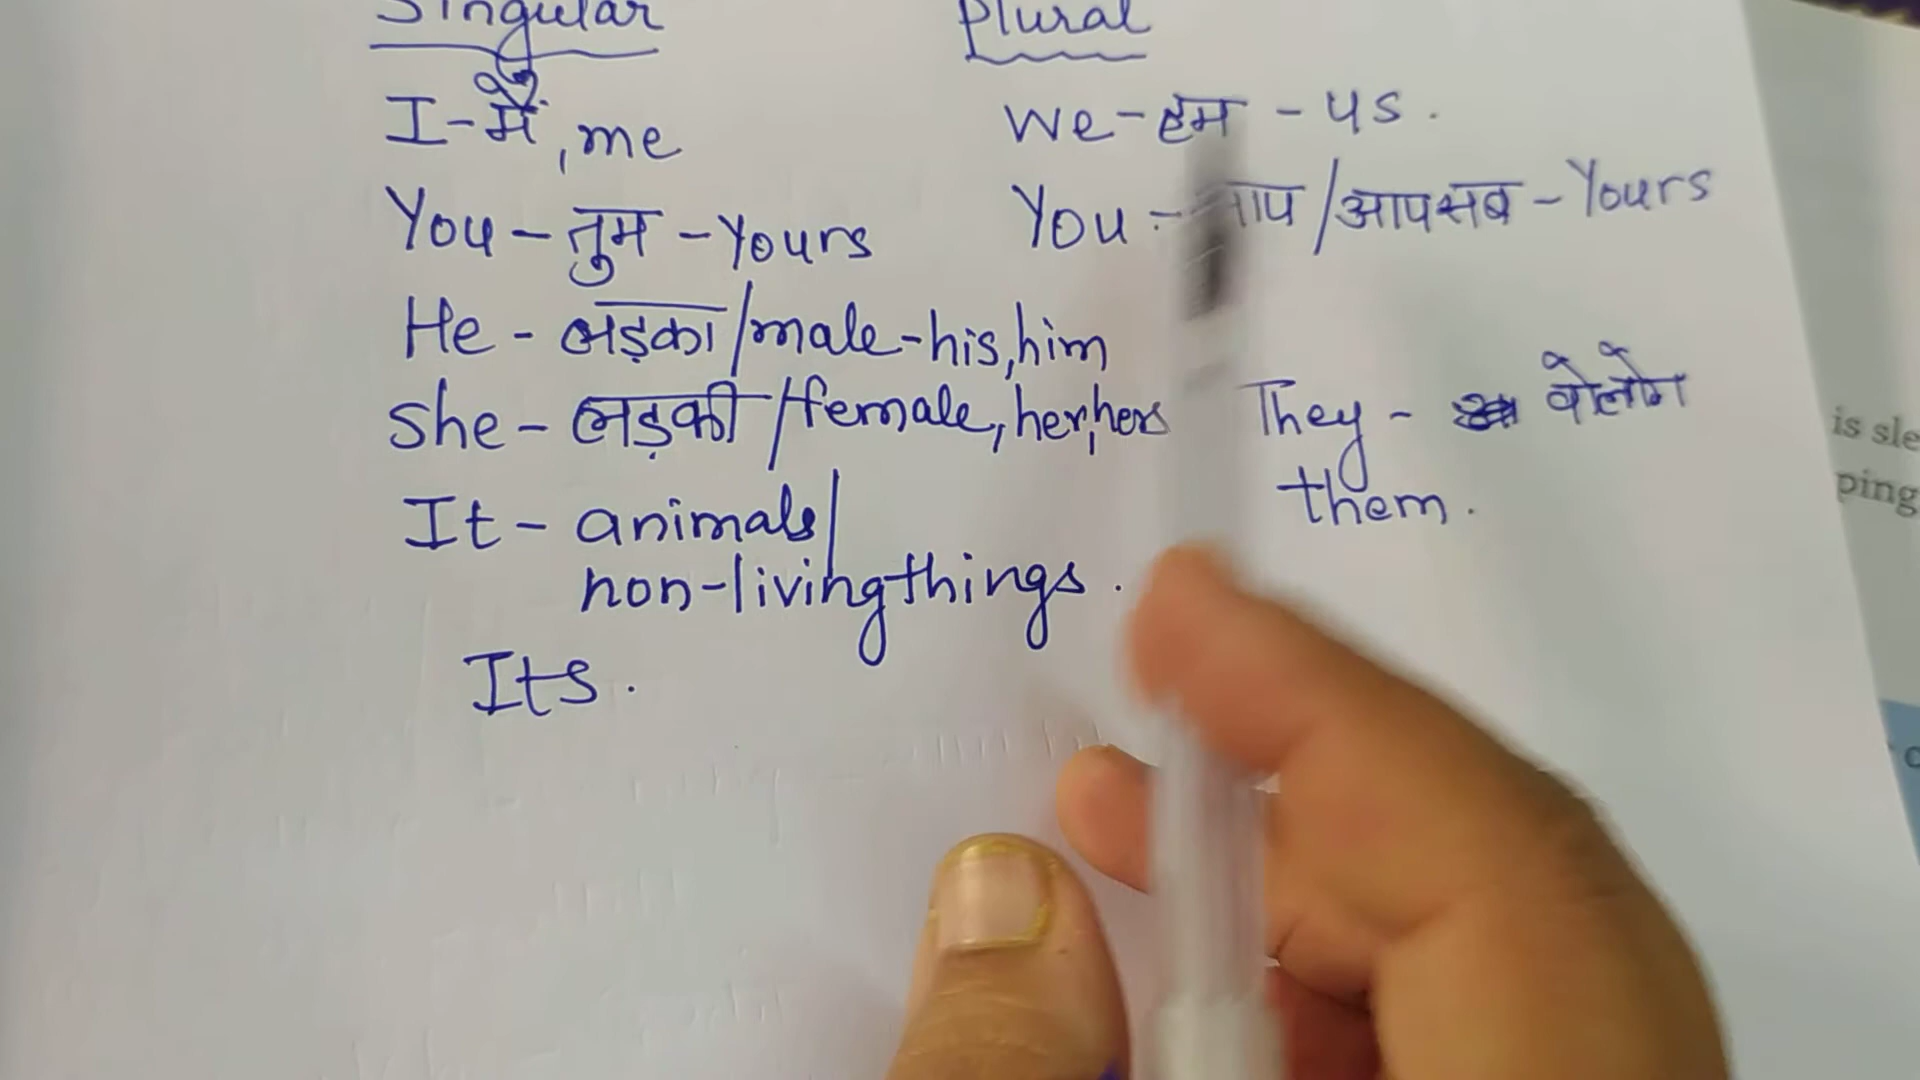 Singular
I-मैं, me
You - तुम - Yours
He - लड़का/male-his, him
She - लड़की/female, her, hers
It - animals/
non-living things.
Its.
Plural
We-हम - us.
You - आप/आपसब - Yours
They - वोलोग
them.
is sle
ping